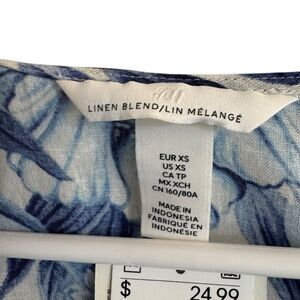 H&M
LINEN BLEND/LIN MÉLANGÉ
EUR XS
US XS
CA TP
MX XCH
CN 160/80A
MADE IN
INDONESIA
FABRIQUÉ EN
INDONÉSIE
$ 24.99